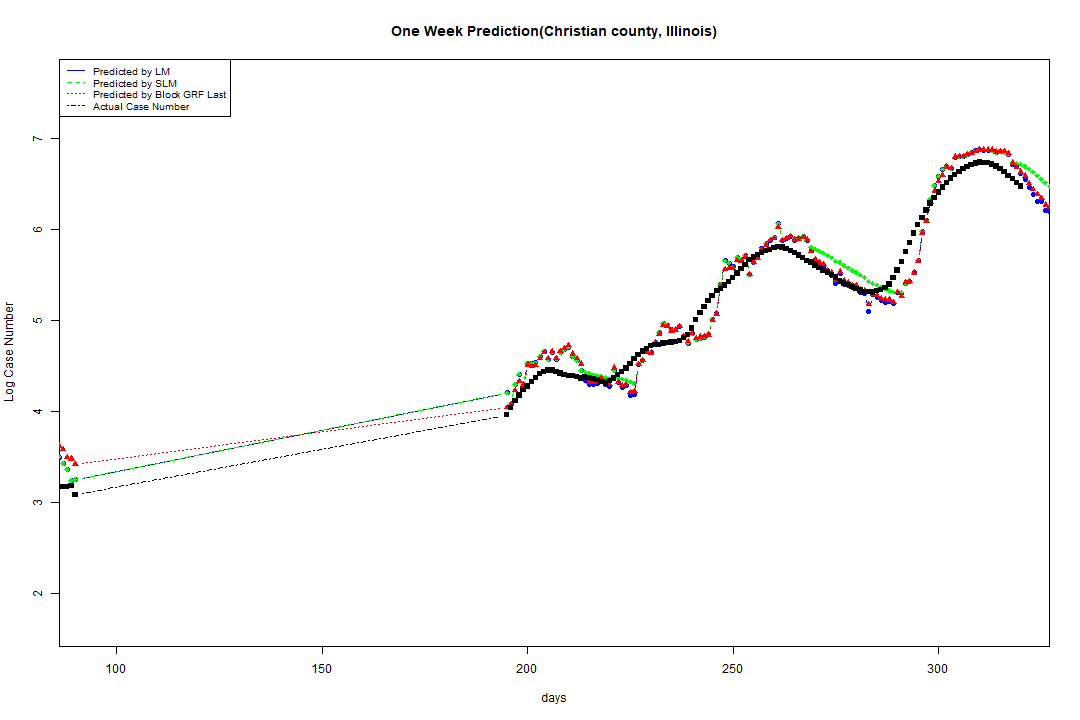 One Week Prediction(Christian county, Illinois)
Predicted by LM
Predicted by SLM
Predicted by Block GRF Last
Actual Case Number
7
6
5
4
3
2
Log Case Number
100 150 200 250 300
days